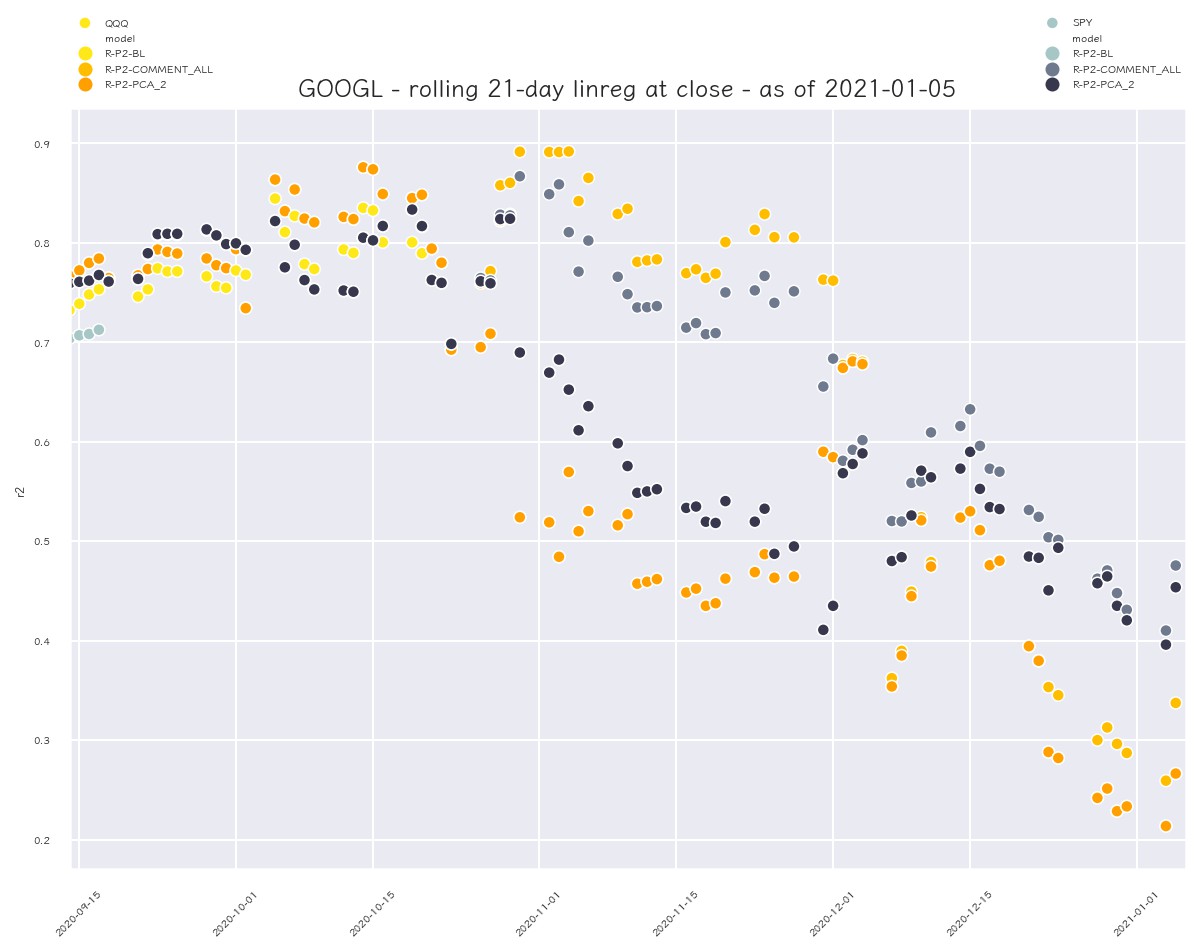 QQQ
model
R-P2-BL
R-P2-COMMENT_ALL
R-P2-PCA_2
SPY
model
R-P2-BL
R-P2-COMMENT_ALL
R-P2-PCA_2
GOOGL - rolling 21-day linreg at close - as of 2021-01-05
0.9
0.8
0.7
0.6
0.5
0.4
0.3
0.2
r2
2020-09-15
2020-10-01
2020-10-15
2020-11-01
2020-11-15
2020-12-01
2020-12-15
2021-01-01